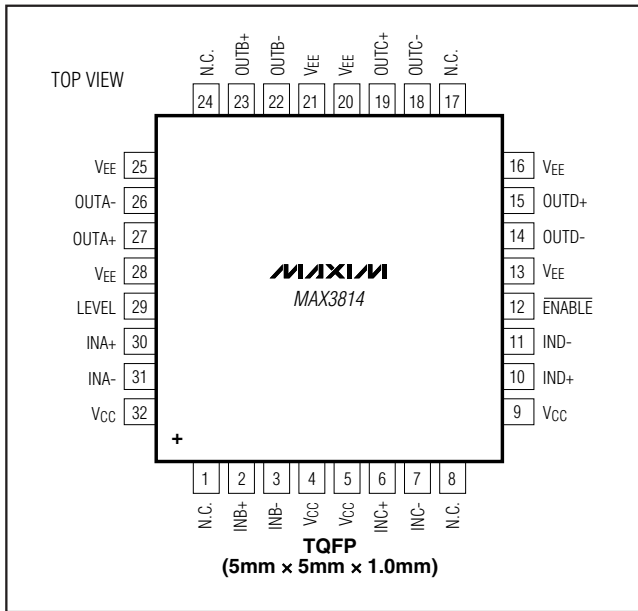 TOP VIEW
N.C.
OUTB+
OUTB-
VEE
VEE
OUTC+
OUTC-
N.C.
24 23 22 21 20 19 18 17
VEE 25
OUTA- 26
OUTA+ 27
VEE 28
LEVEL 29
INA+ 30
INA- 31
VCC 32
MAXIM
MAX3814
16 VEE
15 OUTD+
14 OUTD-
13 VEE
12 ENABLE
11 IND-
10 IND+
9 VCC
+
1 2 3 4 5 6 7 8
N.C.
INB+
INB-
VCC
VCC
INC+
INC-
N.C.
TQFP
(5mm × 5mm × 1.0mm)